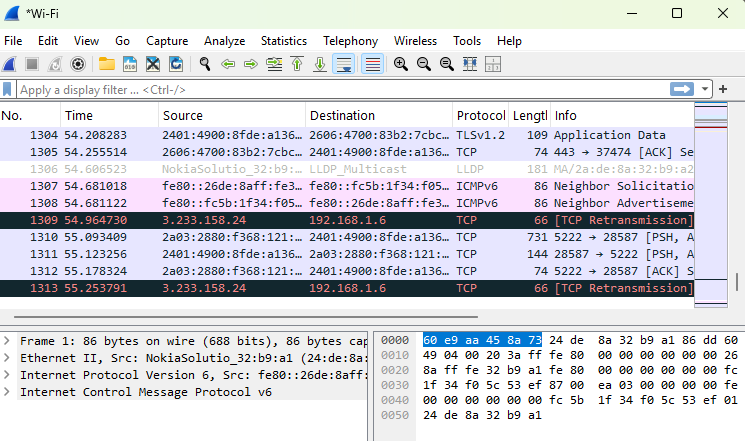 *Wi-Fi
File Edit View Go Capture Analyze Statistics Telephony Wireless Tools Help
Apply a display filter ... <Ctrl-/>
No. Time Source Destination Protocol Lengtl Info
1304 54.208283 2401:4900:8fde:a136… 2606:4700:83b2:7cbc… TLSv1.2 109 Application Data
1305 54.255514 2606:4700:83b2:7cbc… 2401:4900:8fde:a136… TCP 74 443 → 37474 [ACK] Se
1306 54.606523 NokiaSolutio_32:b9:… LLDP_Multicast LLDP 181 MA/2a:de:8a:32:b9:a2
1307 54.681018 fe80::26de:8aff:fe3… fe80::fc5b:1f34:f05… ICMPv6 86 Neighbor Solicitatio
1308 54.681122 fe80::fc5b:1f34:f05… fe80::26de:8aff:fe3… ICMPv6 86 Neighbor Advertiseme
1309 54.964730 3.233.158.24 192.168.1.6 TCP 66 [TCP Retransmission]
1310 55.093409 2a03:2880:f368:121:… 2401:4900:8fde:a136… TCP 731 5222 → 28587 [PSH, A
1311 55.123256 2401:4900:8fde:a136… 2a03:2880:f368:121:… TCP 144 28587 → 5222 [PSH, A
1312 55.178324 2a03:2880:f368:121:… 2401:4900:8fde:a136… TCP 74 5222 → 28587 [ACK] S
1313 55.253791 3.233.158.24 192.168.1.6 TCP 66 [TCP Retransmission]
Frame 1: 86 bytes on wire (688 bits), 86 bytes cap
Ethernet II, Src: NokiaSolutio_32:b9:a1 (24:de:8a:
Internet Protocol Version 6, Src: fe80::26de:8aff:
Internet Control Message Protocol v6
0000 60 e9 aa 45 8a 73 24 de 8a 32 b9 a1 86 dd 60
0010 49 04 00 20 3a ff fe 80 00 00 00 00 00 00 26
0020 8a ff fe 32 b9 a1 fe 80 00 00 00 00 00 00 fc
0030 1f 34 f0 5c 53 ef 87 00 ea 03 00 00 00 00 fe
0040 00 00 00 00 00 00 fc 5b 1f 34 f0 5c 53 ef 01
0050 24 de 8a 32 b9 a1